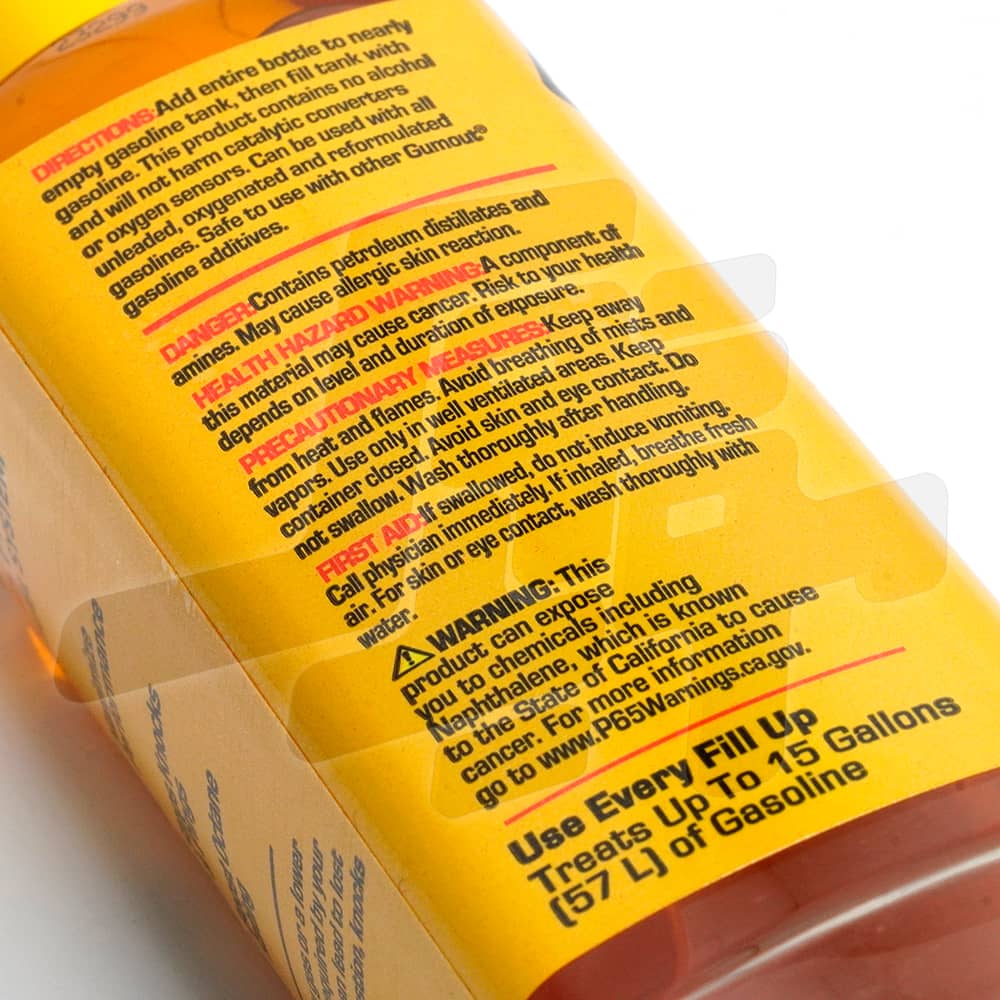 23299
DIRECTIONS:Add entire bottle to nearly
empty gasoline tank, then fill tank with
gasoline. This product contains no alcohol
and will not harm catalytic converters
or oxygen sensors. Can be used with all
unleaded, oxygenated and reformulated
gasolines. Safe to use with other Gumout®
gasoline additives.
DANGER:Contains petroleum distillates and
amines. May cause allergic skin reaction.
HEALTH HAZARD WARNING:A component of
this material may cause cancer. Risk to your health
depends on level and duration of exposure.
PRECAUTIONARY MEASURES:Keep away
from heat and flames. Avoid breathing of mists and
vapors. Use only in well ventilated areas. Keep
container closed. Avoid skin and eye contact. Do
not swallow. Wash thoroughly after handling.
FIRST AID:If swallowed, do not induce vomiting.
Call physician immediately. If inhaled, breathe fresh
air. For skin or eye contact, wash thoroughly with
water.
WARNING: This
product can expose
you to chemicals including
Naphthalene, which is known
to the State of California to cause
cancer. For more information
go to www.P65Warnings.ca.gov.
Use Every Fill Up
Treats Up To 15 Gallons
(57 L) of Gasoline
Knocks
Octane
or a lower
by your
lost
knocks